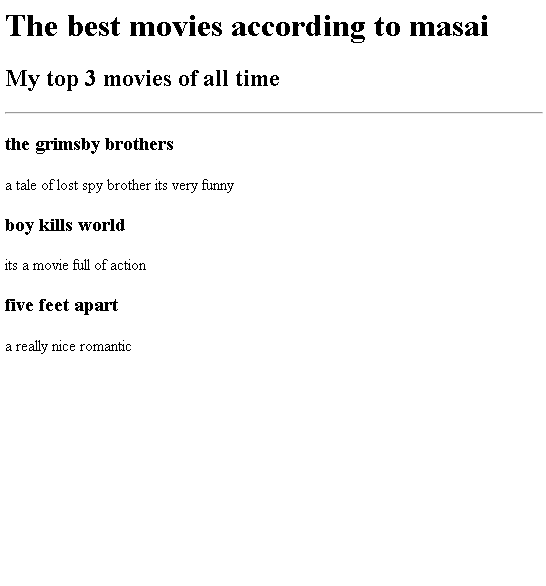 The best movies according to masai
My top 3 movies of all time
the grimsby brothers
a tale of lost spy brother its very funny
boy kills world
its a movie full of action
five feet apart
a really nice romantic